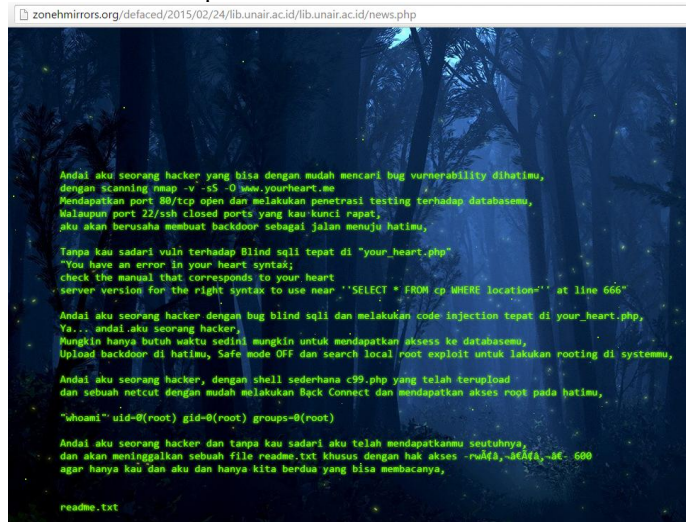 zonehmirrors.org/defaced/2015/02/24/lib.unair.ac.id/lib.unair.ac.id/news.php
Andai aku seorang hacker yang bisa dengan mudah mencari bug vurnerability dihatimu,
dengan scanning nmap -v -sS -O www.yourheart.me
Mendapatkan port 80/tcp open dan melakukan penetrasi testing terhadap databasemu,
Walaupun port 22/ssh closed ports yang kau kunci rapat,
aku akan berusaha membuat backdoor sebagai jalan menuju hatimu,
Tanpa kau sadari vuln terhadap Blind sqli tepat di "your_heart.php"
"You have an error in your heart syntax;
check the manual that corresponds to your heart
server version for the right syntax to use near ''SELECT * FROM cp WHERE location='' at line 666"
Andai aku seorang hacker dengan bug blind sqli dan melakukan code injection tepat di your_heart.php,
Ya... andai aku seorang hacker,
Mungkin hanya butuh waktu sedini mungkin untuk mendapatkan aksess ke databasemu,
Upload backdoor di hatimu, Safe mode OFF dan search local root exploit untuk lakukan rooting di systemmu,
Andai aku seorang hacker, dengan shell sederhana c99.php yang telah terupload
dan sebuah netcut dengan mudah melakukan Back Connect dan mendapatkan akses root pada hatimu,
"whoami" uid=0(root) gid=0(root) groups=0(root)
Andai aku seorang hacker dan tanpa kau sadari aku telah mendapatkanmu seutuhnya,
dan akan meninggalkan sebuah file readme.txt khusus dengan hak akses 600
agar hanya kau dan aku dan hanya kita berdua yang bisa membacanya,
readme.txt